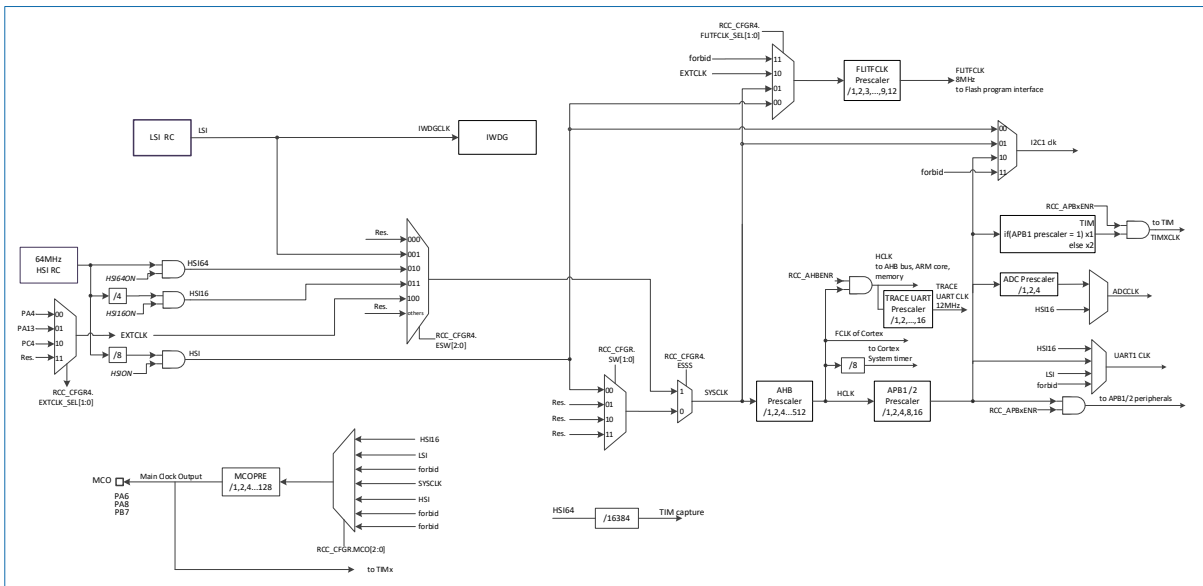 RCC_CFGR4.
FLITFCLK_SEL[1:0]
forbid
11
EXTCLK
10
01
00
FLITFCLK
Prescaler
/1,2,3,...,9,12
FLITFCLK
8MHz
to Flash program interface
LSI RC
LSI
IWDGCLK
IWDG
00
01
10
forbid
11
I2C1 clk
RCC_APBxENR
TIM
if(APB1 prescaler = 1) x1
else x2
to TIM
TIMXCLK
64MHz
HSI RC
HSI64ON
HSI64
/4
HSI16ON
HSI16
EXTCLK
/8
HSION
HSI
PA4
00
PA13
01
PC4
10
Res.
11
RCC_CFGR4.
EXTCLK_SEL[1:0]
Res.
000
001
010
011
100
Res.
others
RCC_CFGR4.
ESW[2:0]
RCC_CFGR.
SW[1:0]
00
Res.
01
Res.
10
Res.
11
RCC_CFGR4.
ESSS
1
0
SYSCLK
AHB
Prescaler
/1,2,4...512
HCLK
RCC_AHBENR
HCLK
to AHB bus, ARM core,
memory
TRACE UART
Prescaler
/1,2,...,16
TRACE
UART CLK
12MHz
FCLK of Cortex
/8
to Cortex
System timer
APB1/2
Prescaler
/1,2,4,8,16
ADC Prescaler
/1,2,4
HSI16
ADCCLK
HSI16
LSI
forbid
UART1 CLK
RCC_APBxENR
to APB1/2 peripherals
MCO
PA6
PA8
PB7
Main Clock Output
MCOPRE
/1,2,4...128
HSI16
LSI
forbid
SYSCLK
HSI
forbid
forbid
RCC_CFGR.MCO[2:0]
to TIMx
HSI64
/16384
TIM capture